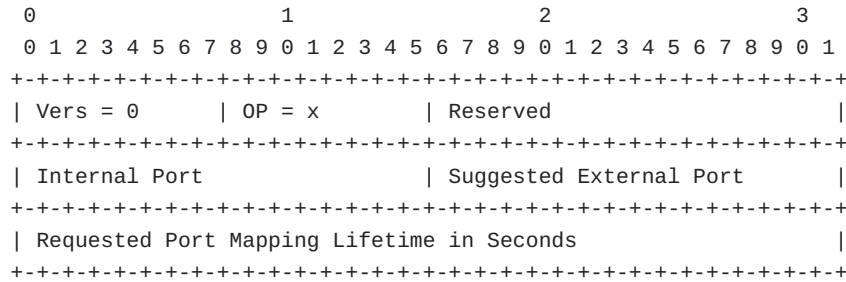 0                   1                   2                   3
 0 1 2 3 4 5 6 7 8 9 0 1 2 3 4 5 6 7 8 9 0 1 2 3 4 5 6 7 8 9 0 1
+-+-+-+-+-+-+-+-+-+-+-+-+-+-+-+-+-+-+-+-+-+-+-+-+-+-+-+-+-+-+-+-+
| Vers = 0      | OP = x        | Reserved                      |
+-+-+-+-+-+-+-+-+-+-+-+-+-+-+-+-+-+-+-+-+-+-+-+-+-+-+-+-+-+-+-+-+
| Internal Port                 | Suggested External Port       |
+-+-+-+-+-+-+-+-+-+-+-+-+-+-+-+-+-+-+-+-+-+-+-+-+-+-+-+-+-+-+-+-+
| Requested Port Mapping Lifetime in Seconds                    |
+-+-+-+-+-+-+-+-+-+-+-+-+-+-+-+-+-+-+-+-+-+-+-+-+-+-+-+-+-+-+-+-+